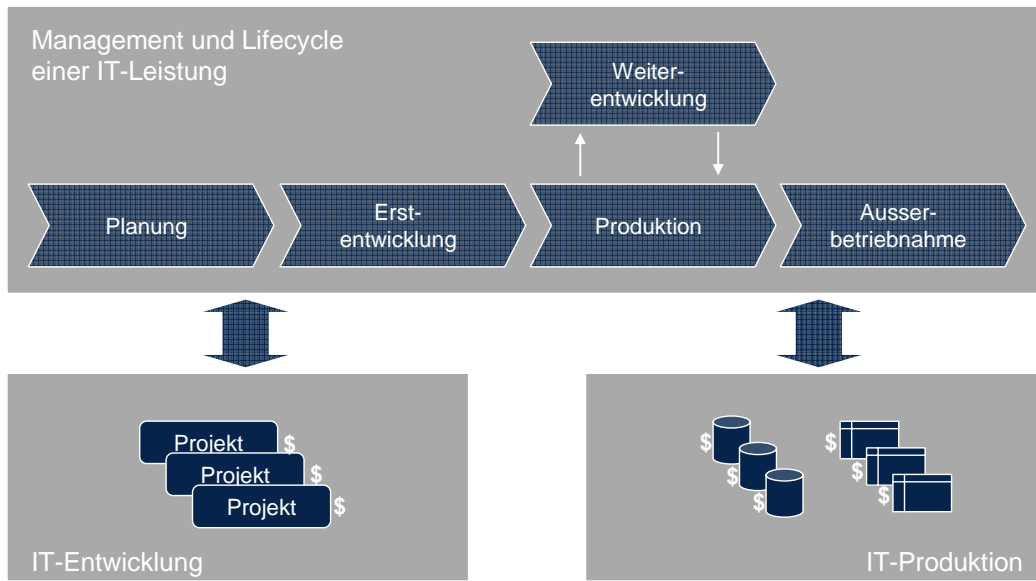 Management und Lifecycle
einer IT-Leistung
Weiter-
entwicklung
Planung
Erst-
entwicklung
Produktion
Ausser-
betriebnahme
Projekt $
Projekt $
Projekt $
IT-Entwicklung
$ $
$ $
$ $
IT-Produktion